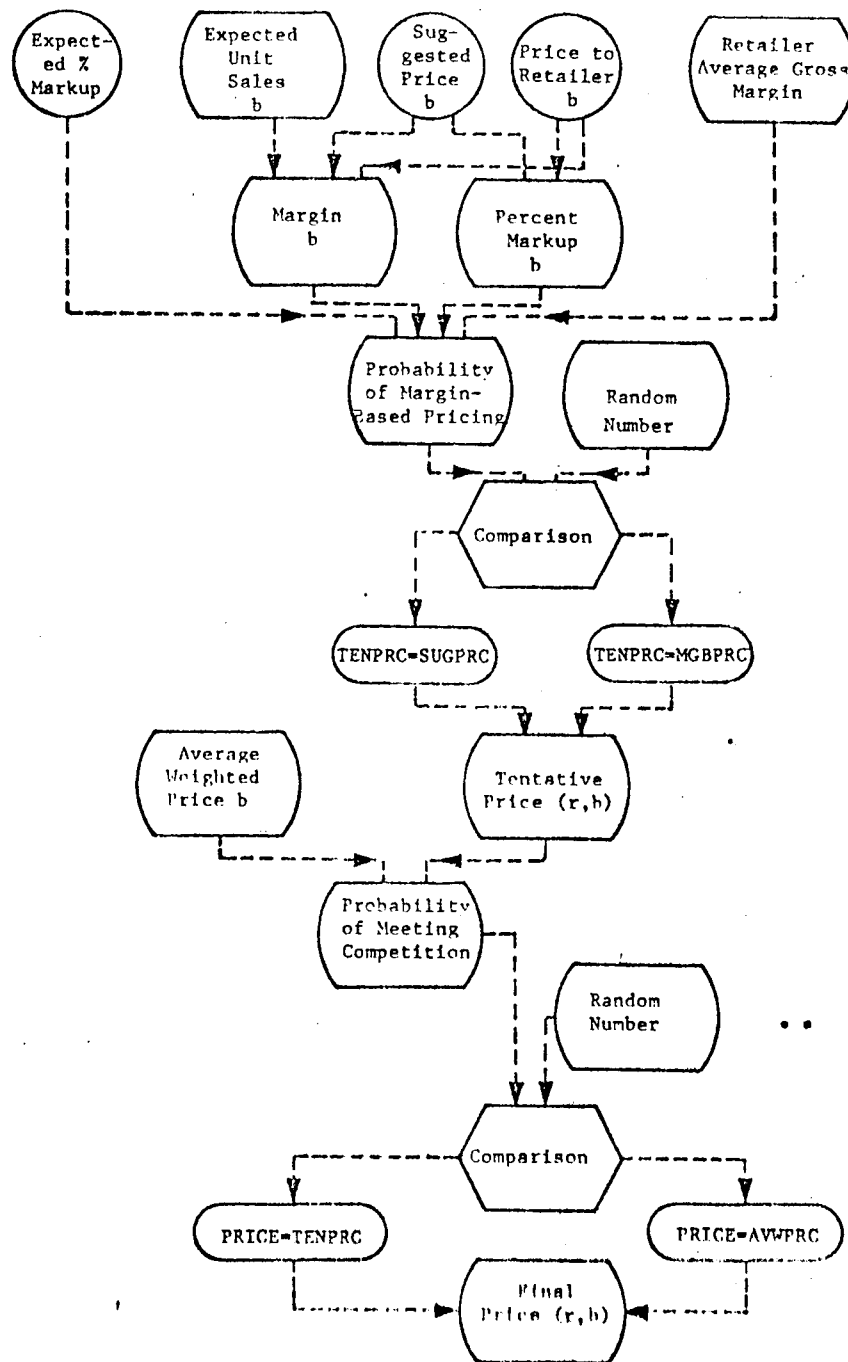 Expect-
ed %
Markup
Expected
Unit
Sales
b
Sug-
gested
Price
b
Price to
Retailer
b
Retailer
Average Gross
Margin
Margin
b
Percent
Markup
b
Probability
of Margin-
Based Pricing
Random
Number
Comparison
TENPRC=SUGPRC
TENPRC=MGBPRC
Average
Weighted
Price b
Tentative
Price (r,b)
Probability
of Meeting
Competition
Random
Number
Comparison
PRICE=TENPRC
PRICE=AVWPRC
Final
Price (r,b)